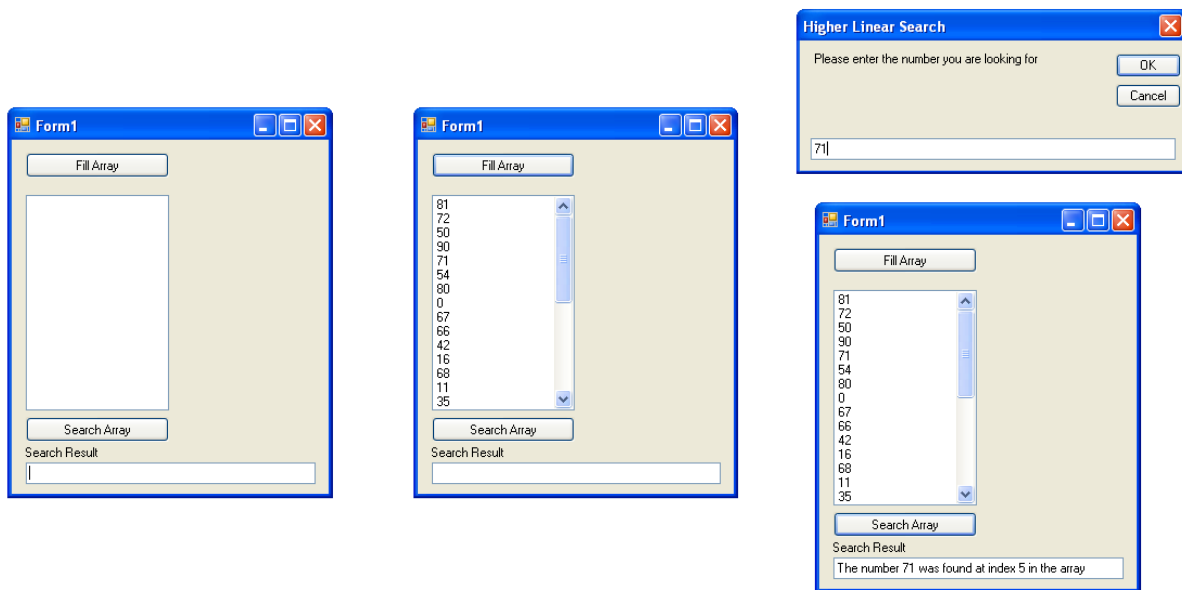 Form1
Fill Array
Search Array
Search Result
Form1
Fill Array
81
72
50
90
71
54
80
0
67
66
42
16
68
11
35
Search Array
Search Result
Higher Linear Search
Please enter the number you are looking for
OK
Cancel
71
Form1
Fill Array
81
72
50
90
71
54
80
0
67
66
42
16
68
11
35
Search Array
Search Result
The number 71 was found at index 5 in the array